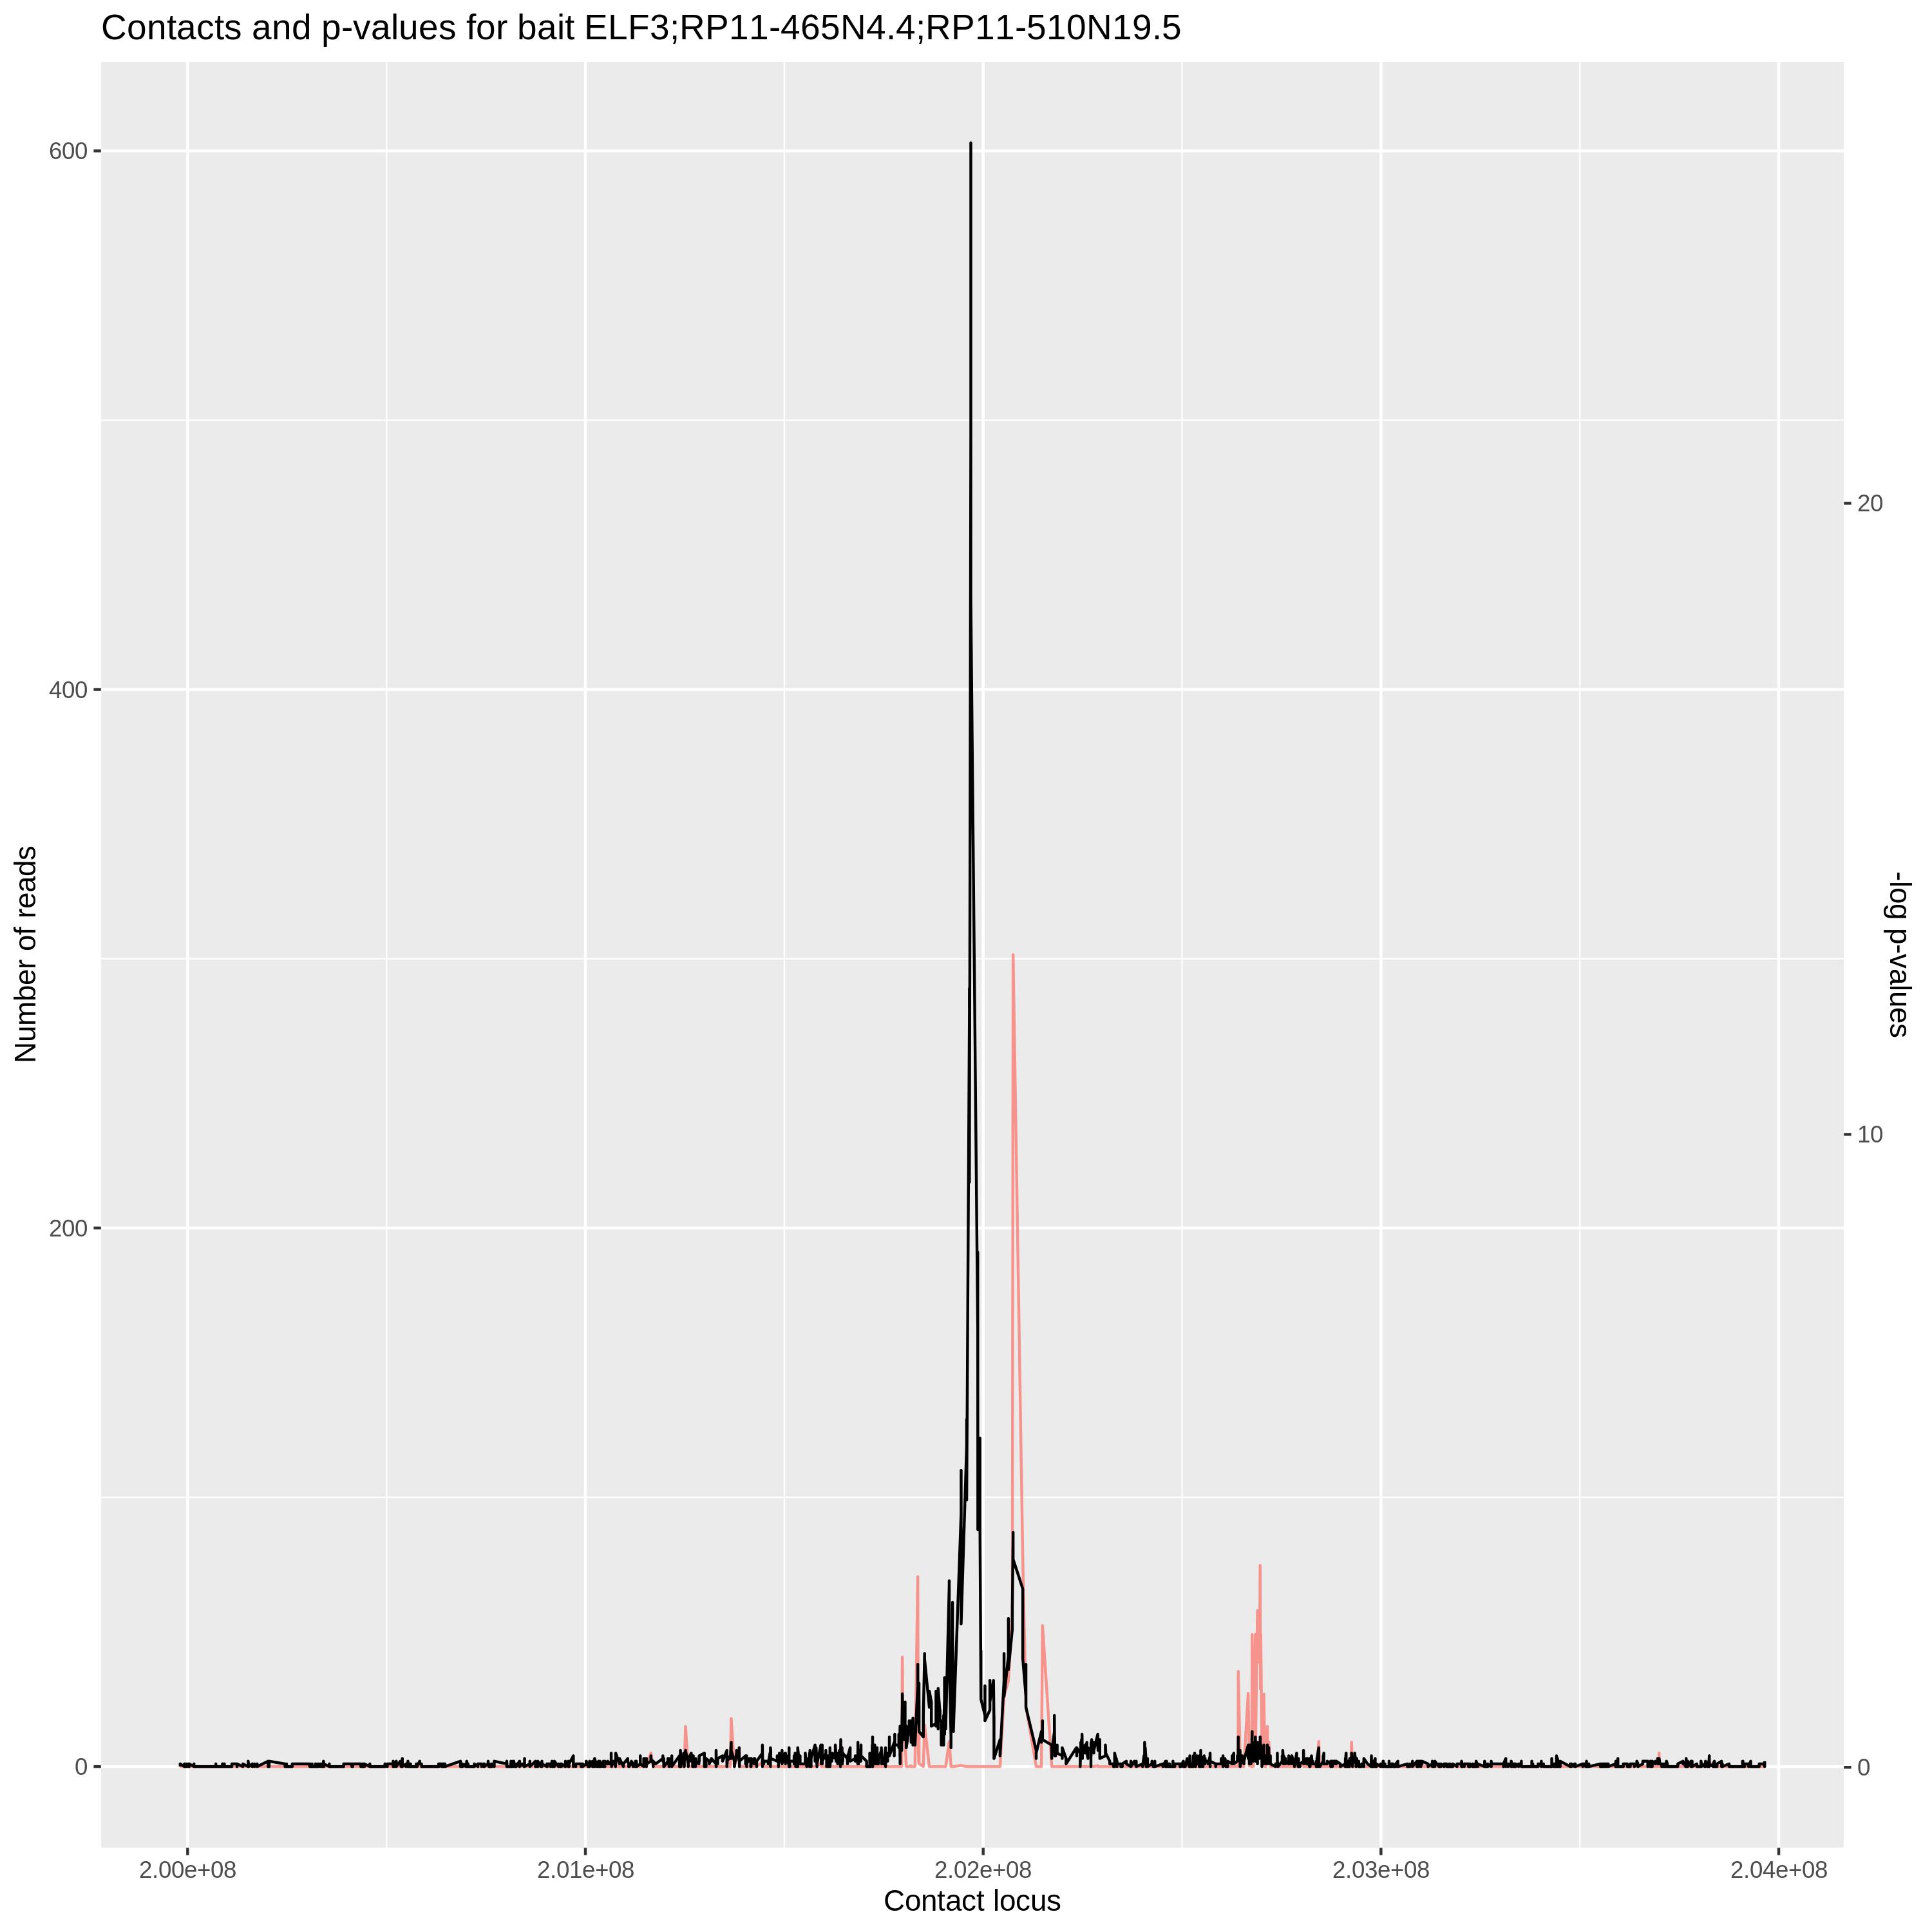 Contacts and p-values for bait ELF3;RP11-465N4.4;RP11-510N19.5
600
400
200
0
Number of reads
20
10
0
-log p-values
2.00e+08
2.01e+08
2.02e+08
2.03e+08
2.04e+08
Contact locus